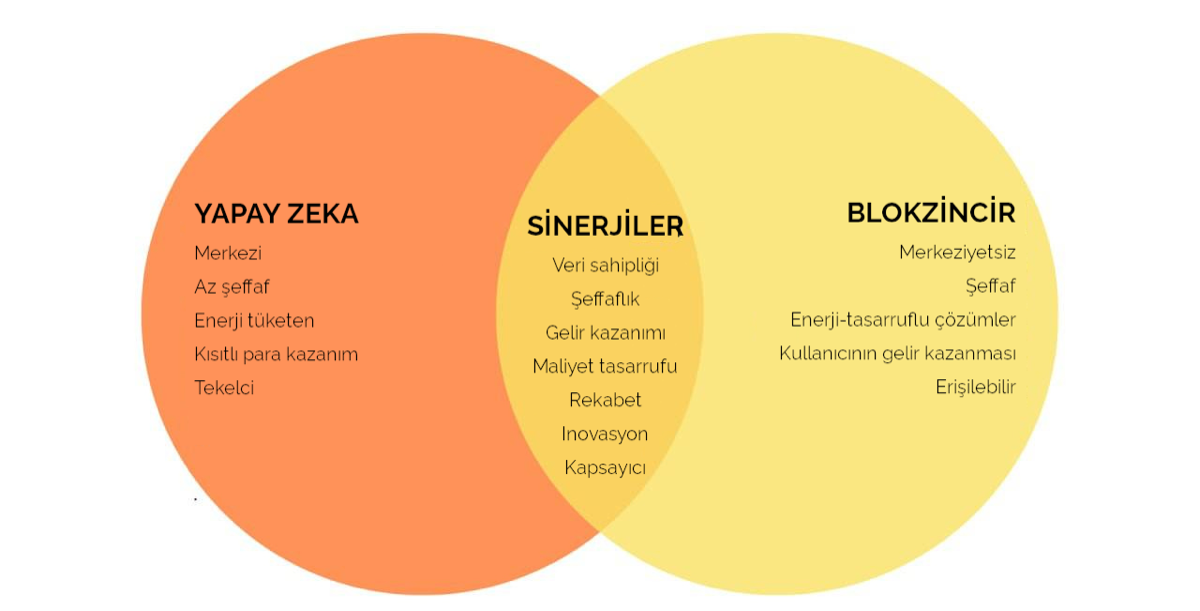 YAPAY ZEKA
Merkezi
Az şeffaf
Enerji tüketen
Kısıtlı para kazanım
Tekelci
SİNERJİLER
Veri sahipliği
Şeffaflık
Gelir kazanımı
Maliyet tasarrufu
Rekabet
Inovasyon
Kapsayıcı
BLOKZİNCİR
Merkeziyetsiz
Şeffaf
Enerji-tasarruflu çözümler
Kullanıcının gelir kazanması
Erişilebilir